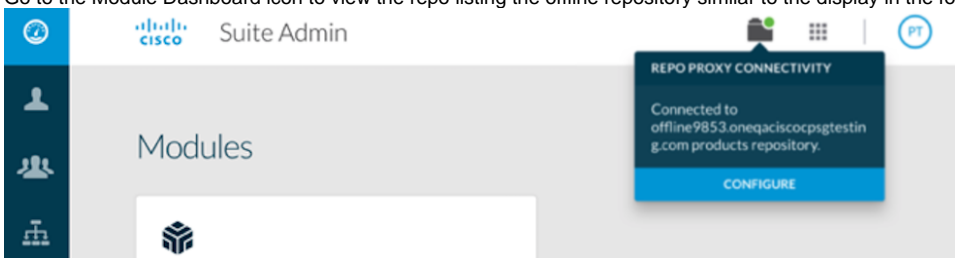 Go to the Module Dashboard icon to view the repo listing the offline repository similar to the display in the fo
CISCO Suite Admin PT
REPO PROXY CONNECTIVITY
Connected to
offline9853.oneqaciscocpsgtestin
g.com products repository.
CONFIGURE
Modules